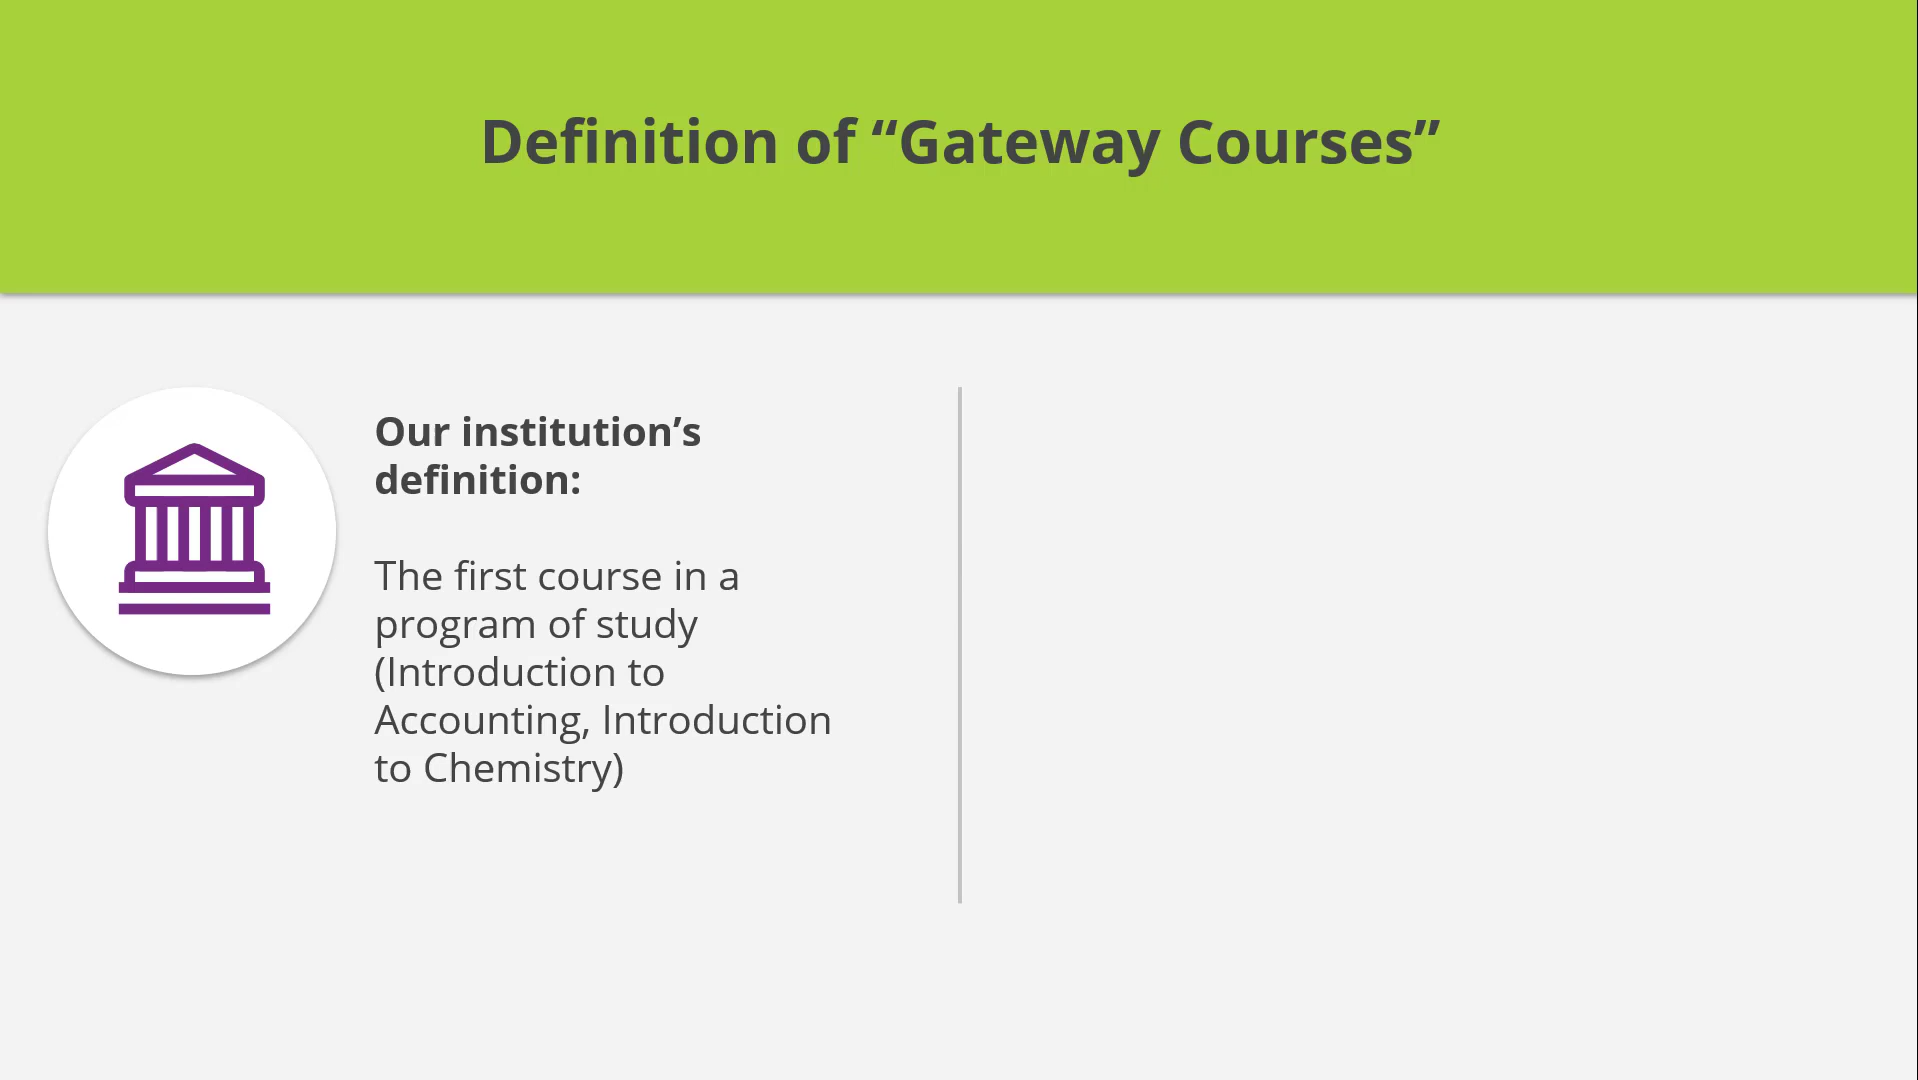 Definition of “Gateway Courses”
Our institution’s
definition:
The first course in a
program of study
(Introduction to
Accounting, Introduction
to Chemistry)